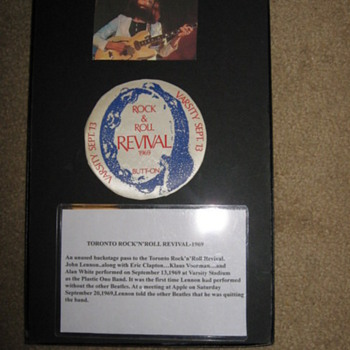 ROCK
&
ROLL
REVIVAL
1969
BUTT-ON
VARSITY SEPT. 13
VARSITY SEPT. 13
TORONTO ROCK'N'ROLL REVIVAL-1969
An unused backstage pass to the Toronto Rock'n'Roll Revival.
John Lennon..along with Eric Clapton....Klaus Voorman....and
Alan White performed on September 13,1969 at Varsity Stadium
as the Plastic Ono Band. It was the first time Lennon had performed
without the other Beatles. At a meeting at Apple on Saturday
September 20,1969,Lennon told the other Beatles that he was quitting
the band.